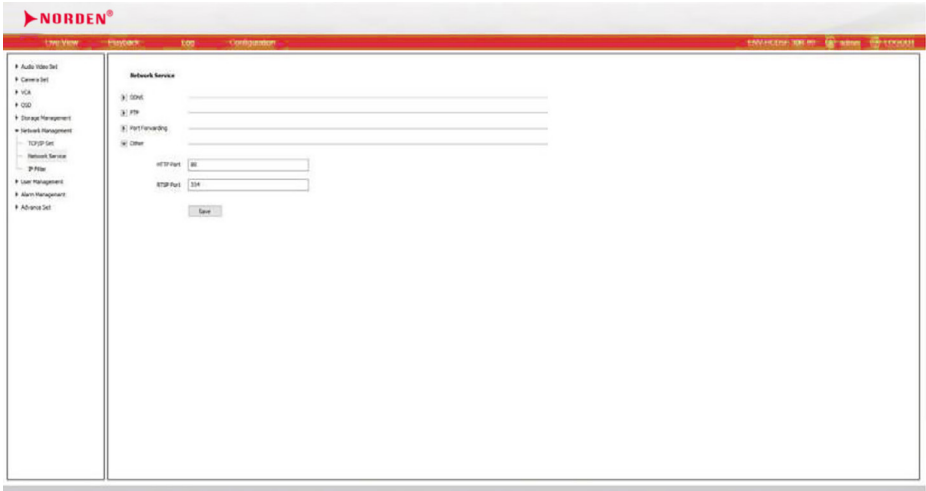 NORDEN®
Live View Playback Log Configuration admin LOGOUT
Audio Video Set
Camera Set
VCA
OSD
Storage Management
Network Management
TCP/IP Set
Network Service
IP Filter
User Management
Alarm Management
Advance Set
Network Service
DDNS
FTP
Port Forwarding
Other
HTTP Port 80
RTSP Port 554
Save